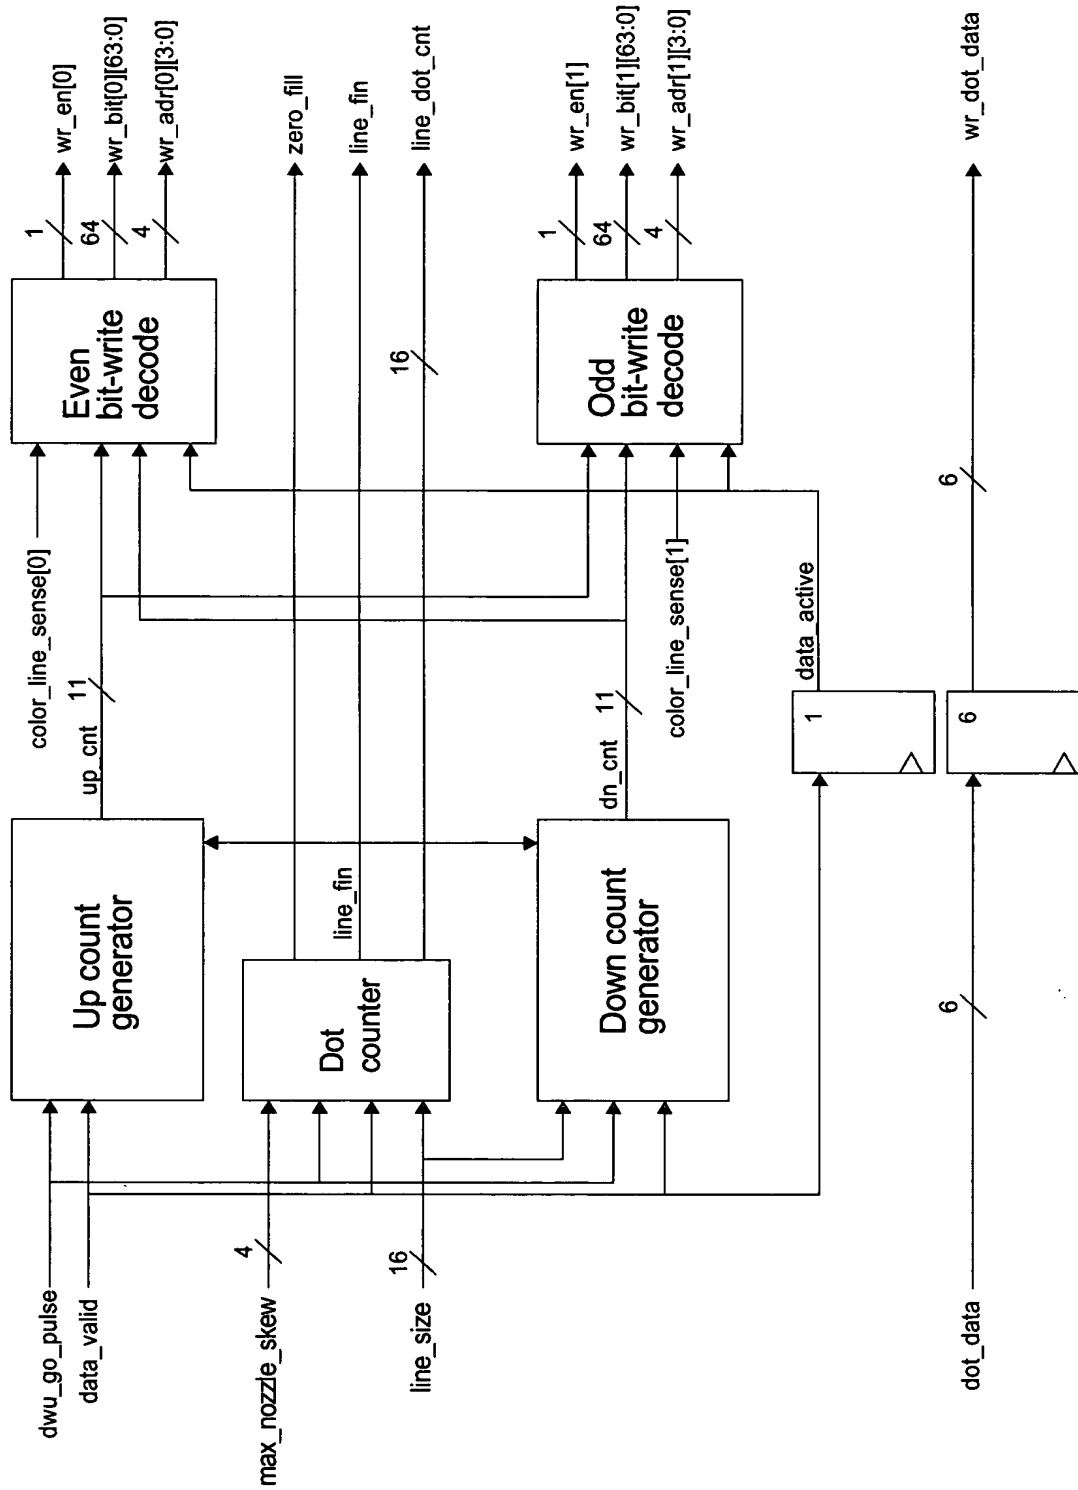 dwu_go_pulse
data_valid
max_nozzle_skew
4
line_size
16
dot_data
6
Up count
generator
Dot
counter
Down count
generator
up_cnt
11
line_fin
dn_cnt
11
color_line_sense[0]
color_line_sense[1]
1
data_active
6
Even
bit-write
decode
Odd
bit-write
decode
16
6
1
64
4
wr_en[0]
wr_bit[0][63:0]
wr_adr[0][3:0]
zero_fill
line_fin
line_dot_cnt
1
64
4
wr_en[1]
wr_bit[1][63:0]
wr_adr[1][3:0]
wr_dot_data